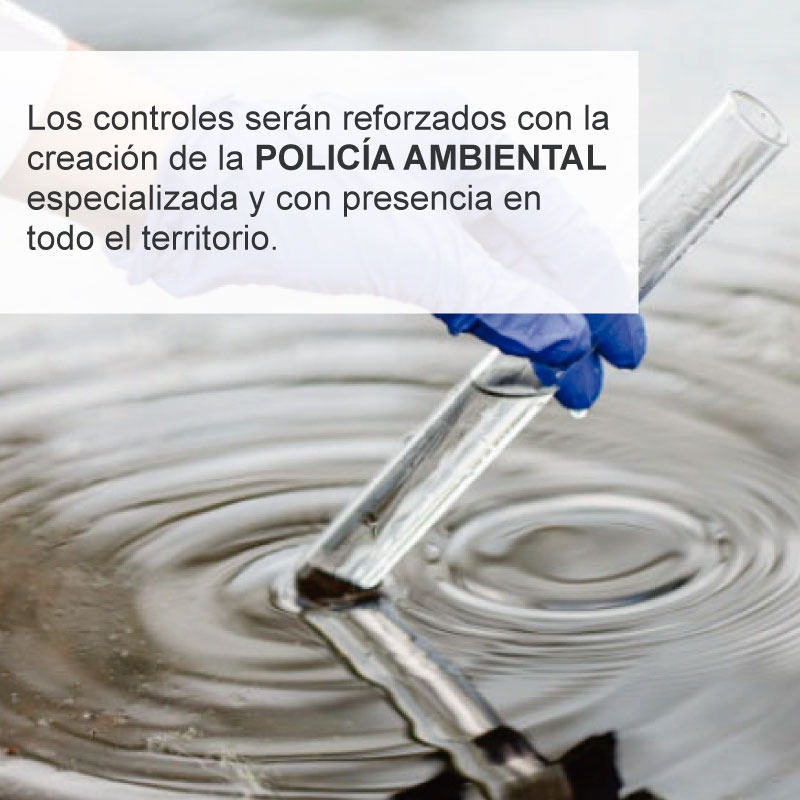 Los controles serán reforzados con la
creación de la POLICÍA AMBIENTAL
especializada y con presencia en
todo el territorio.